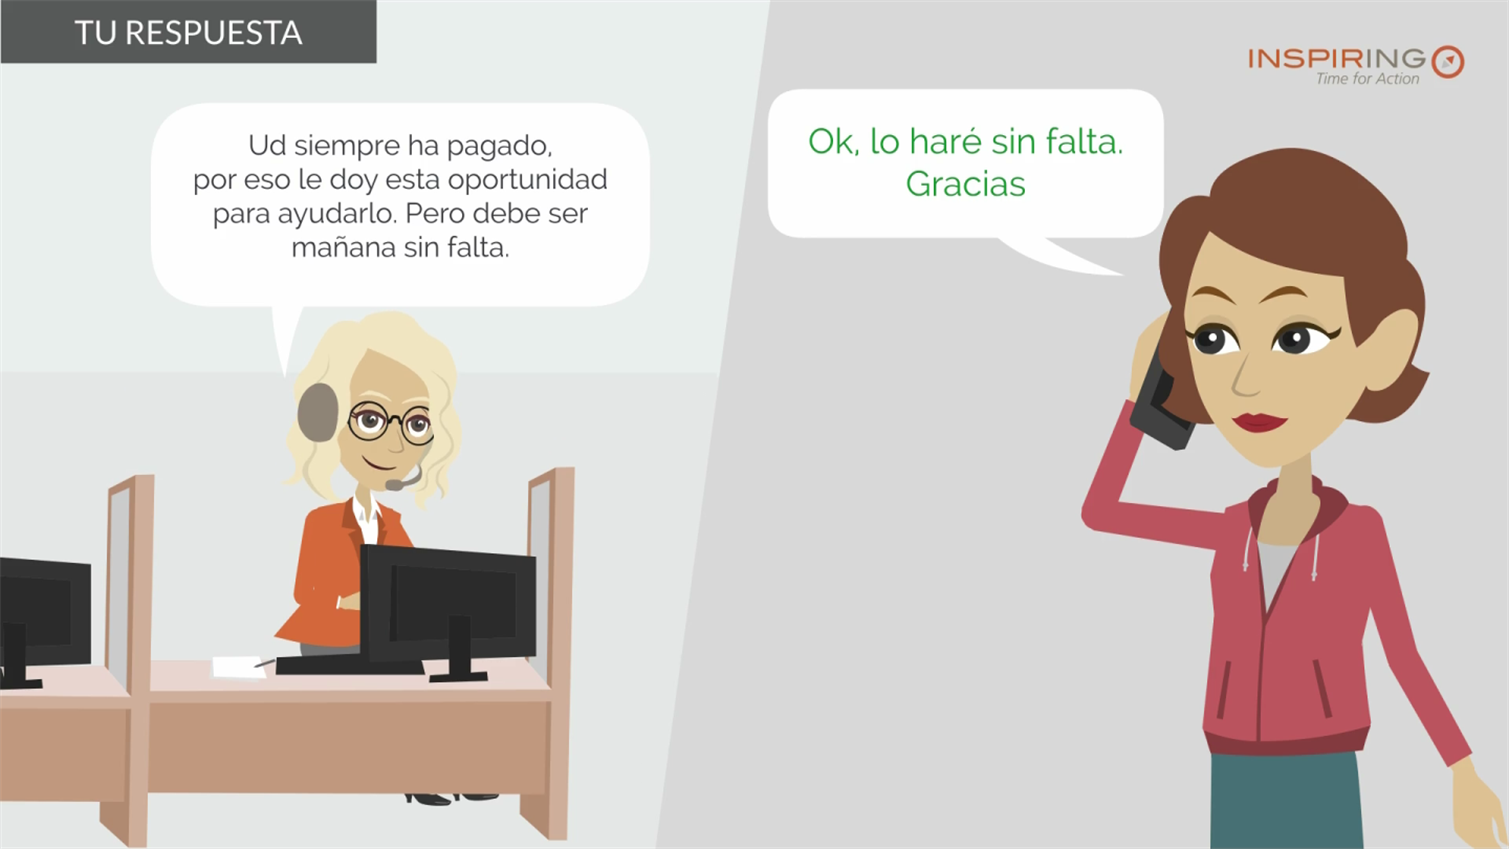 TU RESPUESTA
INSPIRING
Time for Action
Ud siempre ha pagado,
por eso le doy esta oportunidad
para ayudarlo. Pero debe ser
mañana sin falta.
Ok, lo haré sin falta.
Gracias